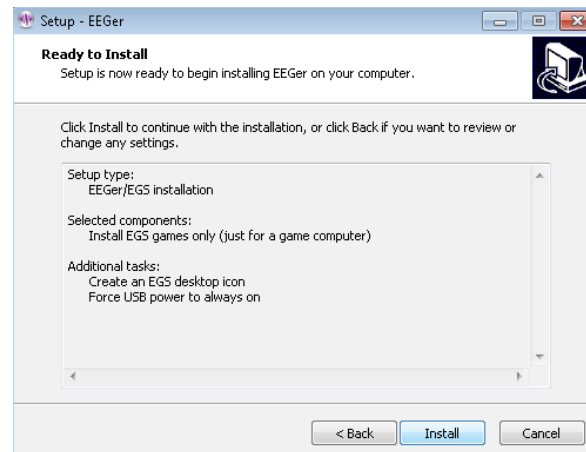 Setup - EEGer
Ready to Install
Setup is now ready to begin installing EEGer on your computer.
Click Install to continue with the installation, or click Back if you want to review or
change any settings.
Setup type:
EEGer/EGS installation
Selected components:
Install EGS games only (just for a game computer)
Additional tasks:
Create an EGS desktop icon
Force USB power to always on
< Back
Install
Cancel